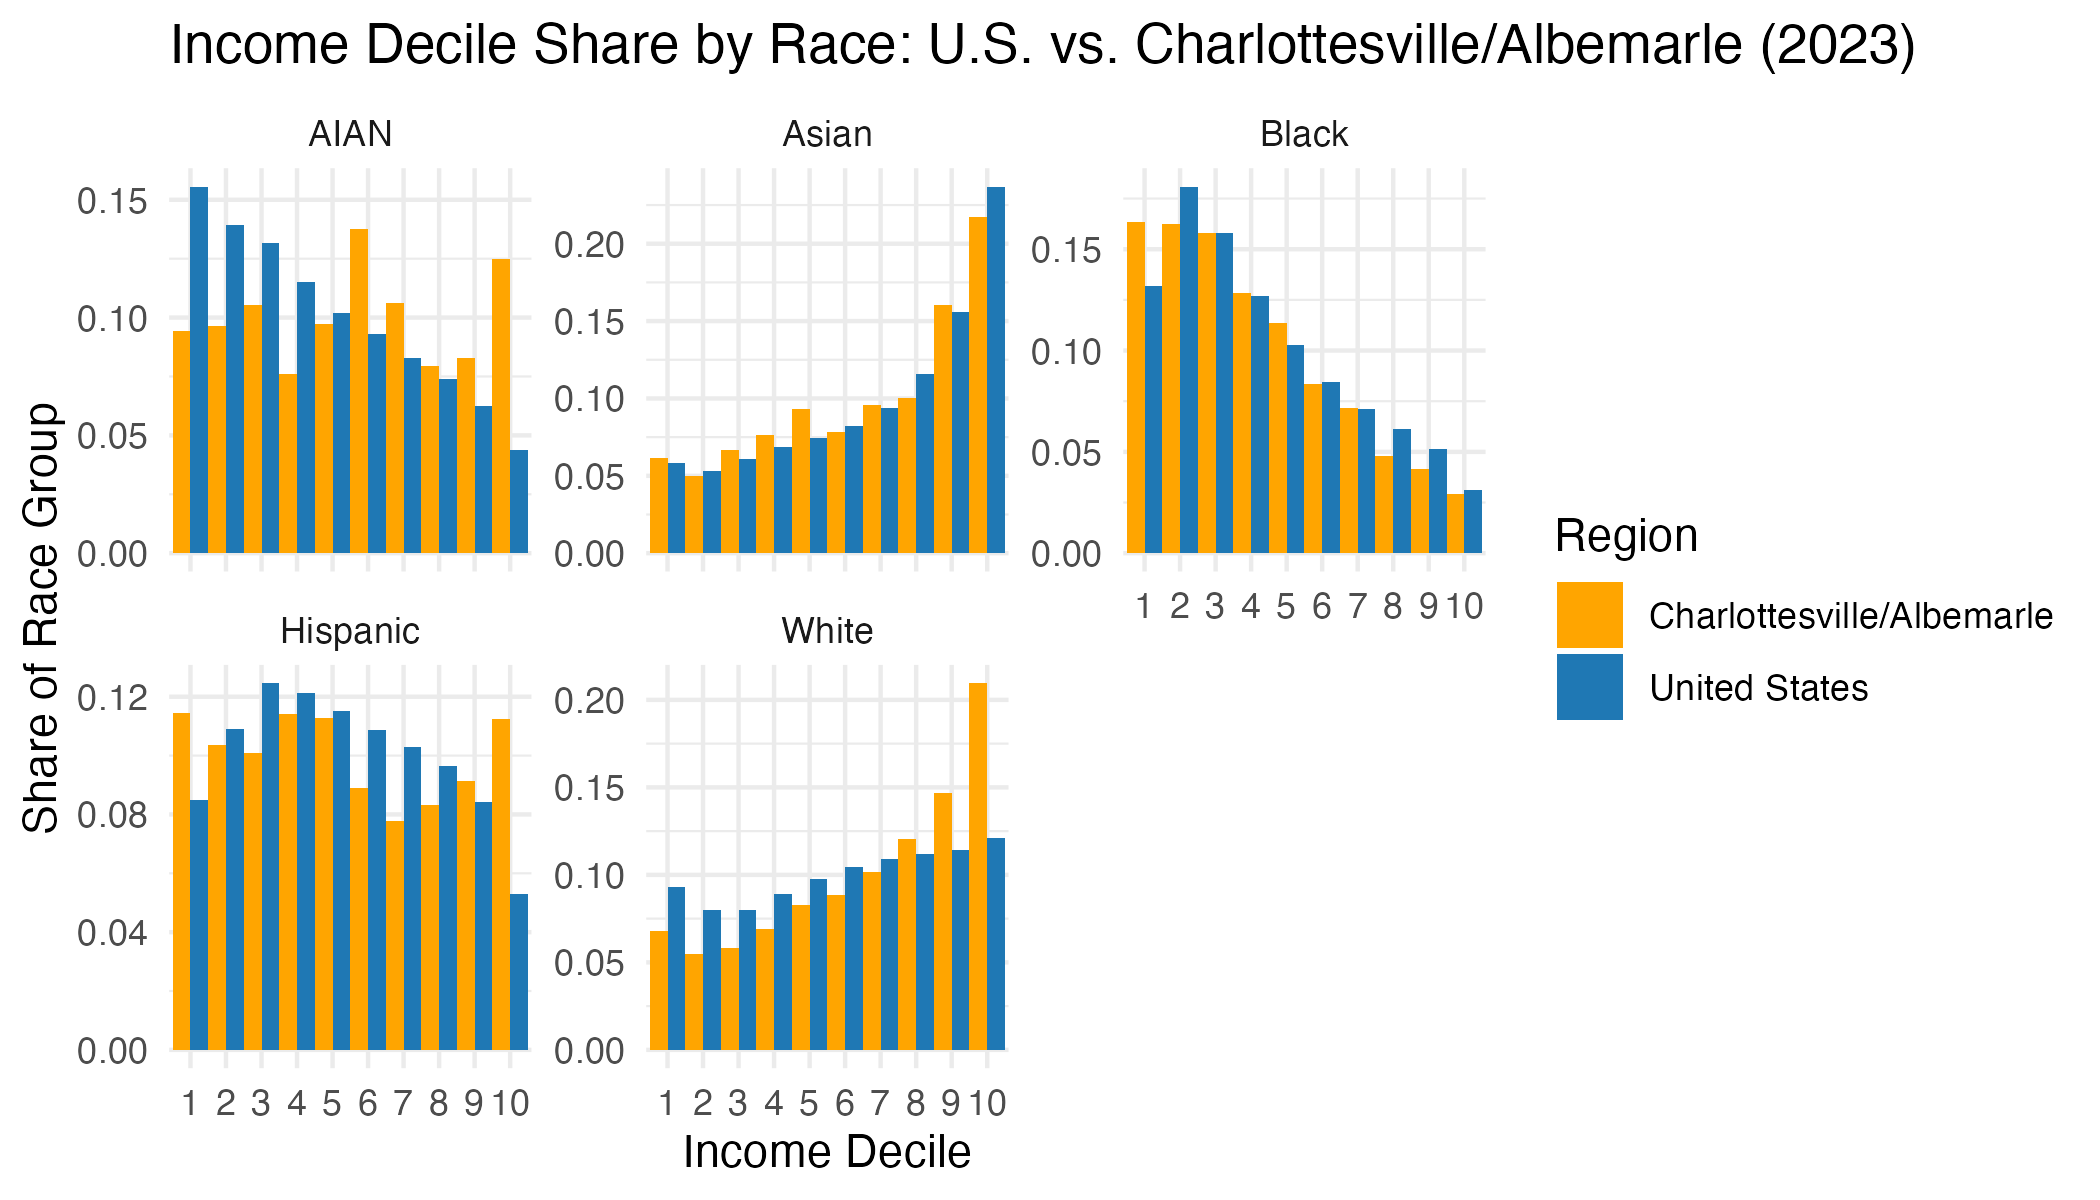 Income Decile Share by Race: U.S. vs. Charlottesville/Albemarle (2023)
AIAN
Asian
Black
0.15
0.10
0.05
0.00
0.20
0.15
0.10
0.05
0.00
0.15
0.10
0.05
0.00
1 2 3 4 5 6 7 8 9 10
Hispanic
White
0.12
0.08
0.04
0.00
0.20
0.15
0.10
0.05
0.00
1 2 3 4 5 6 7 8 9 10
1 2 3 4 5 6 7 8 9 10
Income Decile
Share of Race Group
Region
Charlottesville/Albemarle
United States